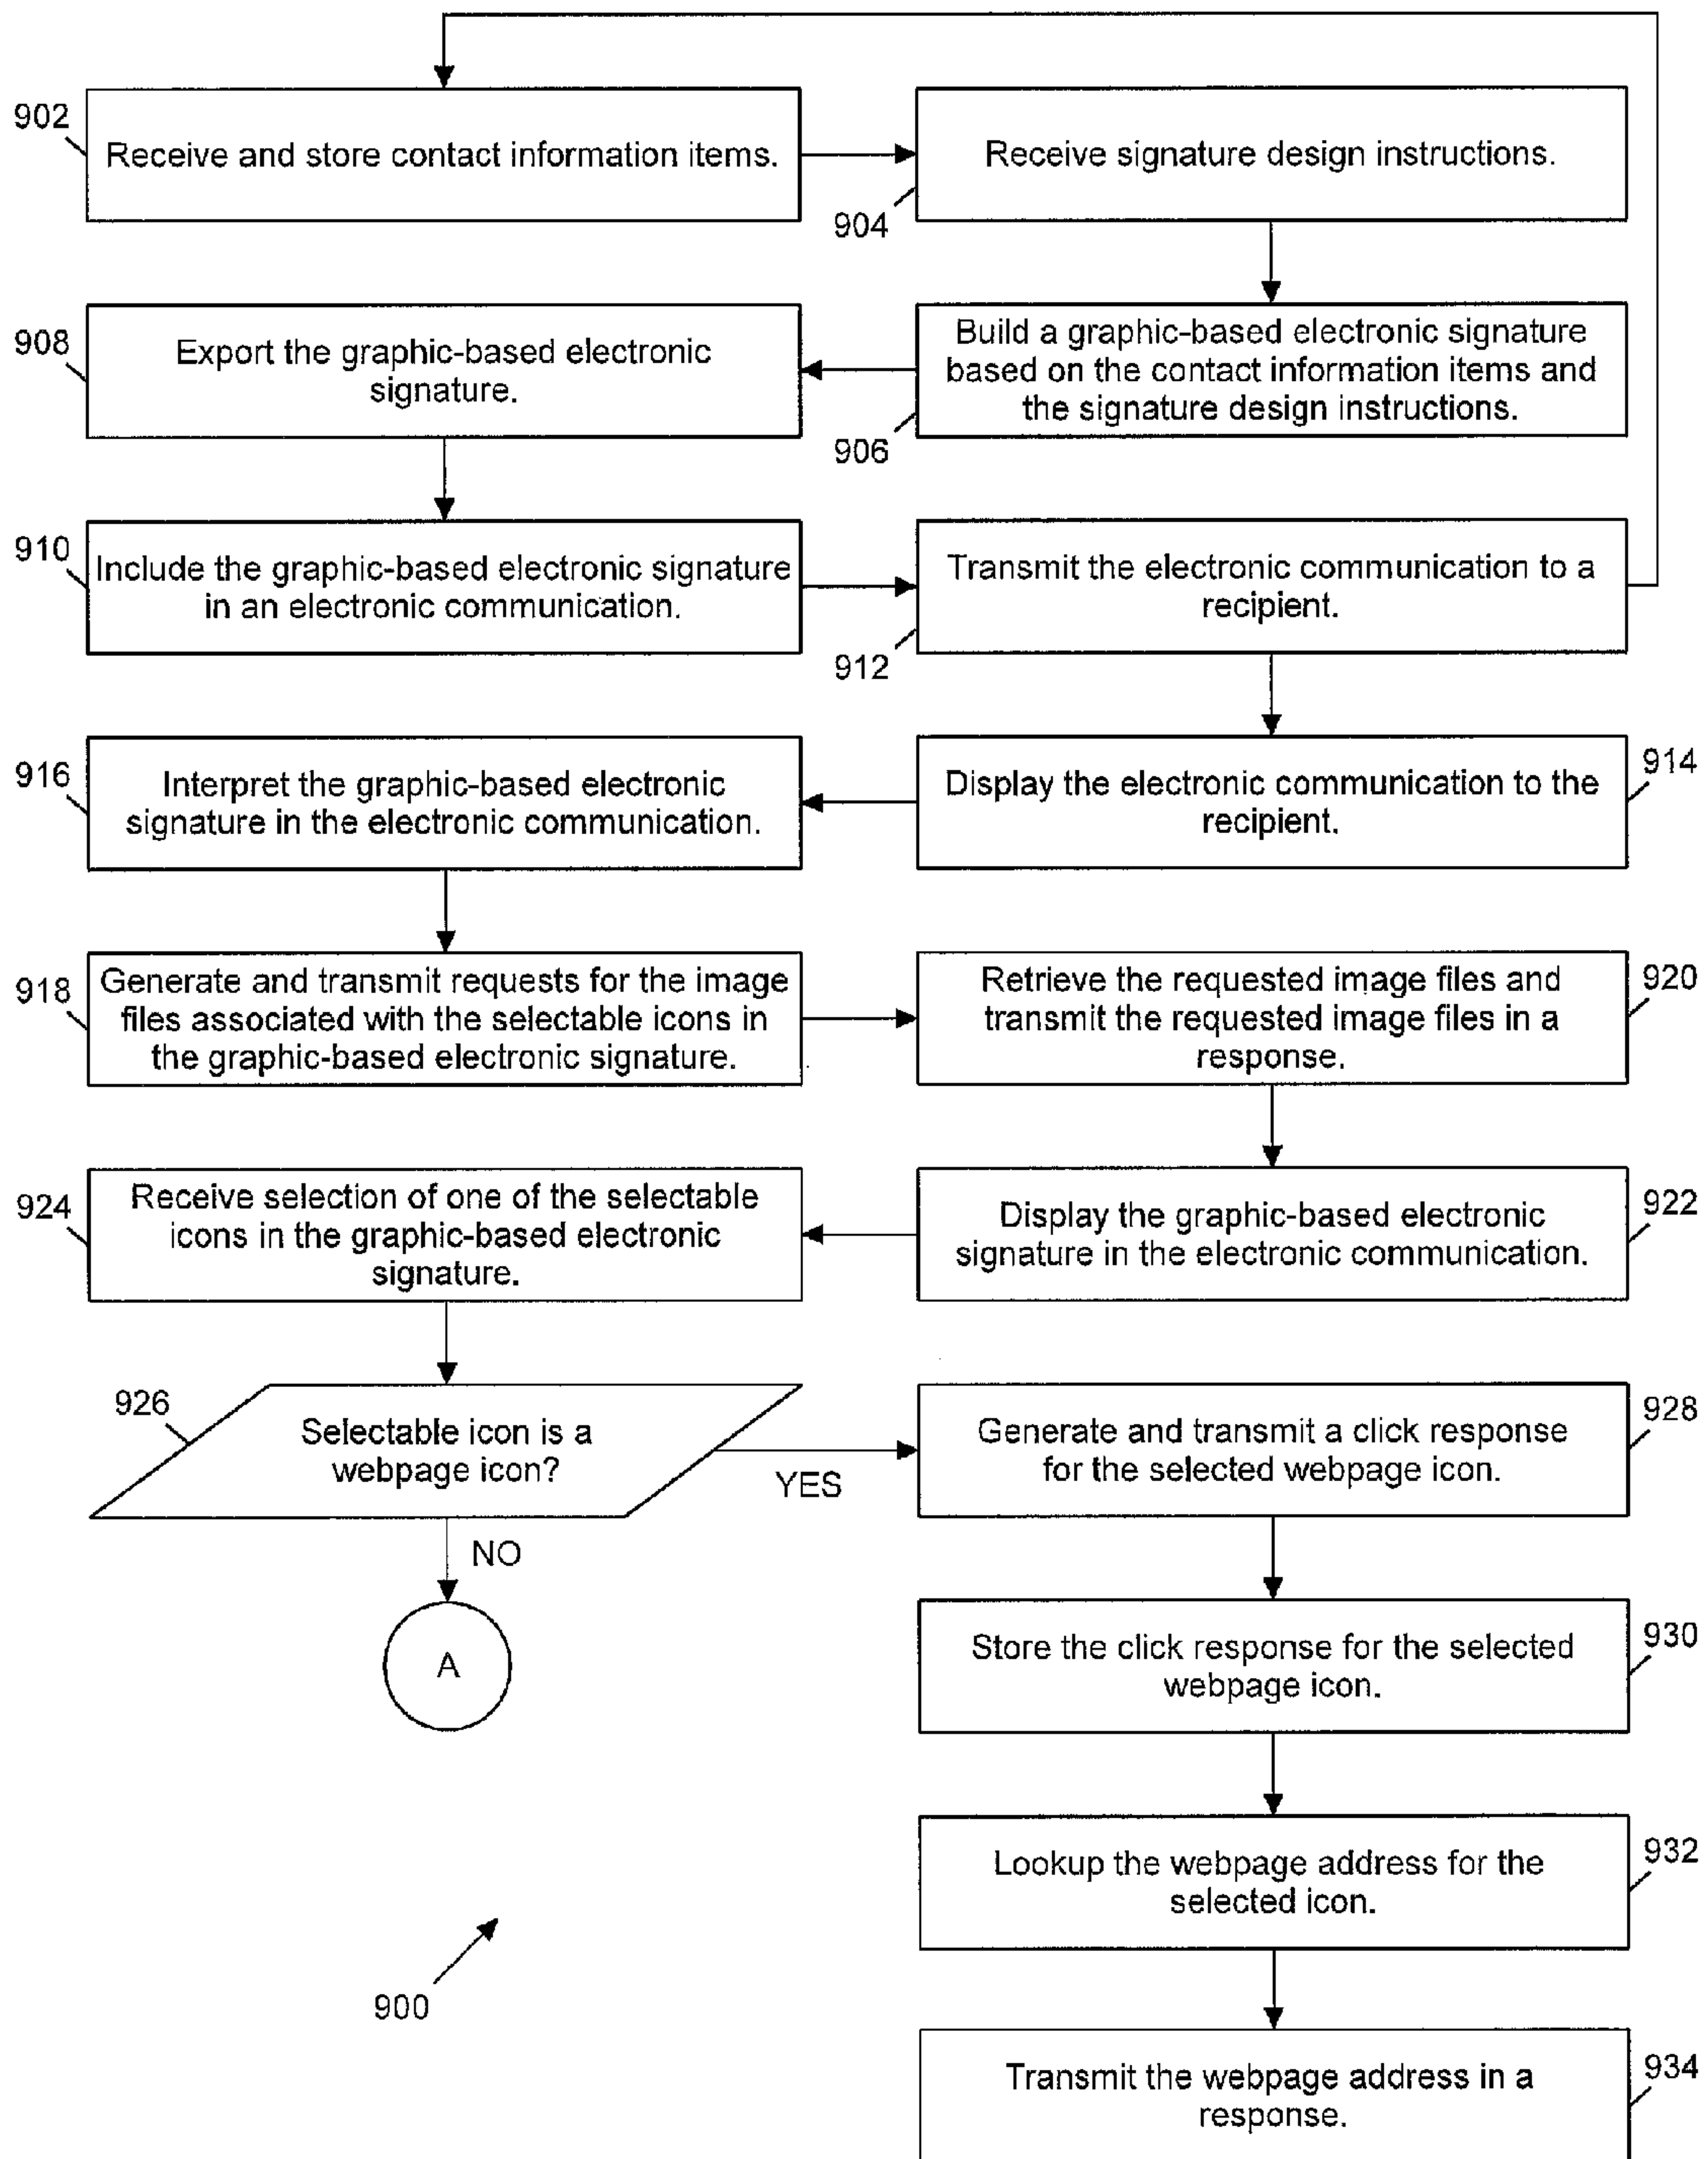 902
Receive and store contact information items.
Receive signature design instructions.
904
908
Export the graphic-based electronic
signature.
Build a graphic-based electronic signature
based on the contact information items and
the signature design instructions.
906
910
Include the graphic-based electronic signature
in an electronic communication.
Transmit the electronic communication to a
recipient.
912
916
Interpret the graphic-based electronic
signature in the electronic communication.
Display the electronic communication to the
recipient.
914
918
Generate and transmit requests for the image
files associated with the selectable icons in
the graphic-based electronic signature.
Retrieve the requested image files and
transmit the requested image files in a
response.
920
924
Receive selection of one of the selectable
icons in the graphic-based electronic
signature.
Display the graphic-based electronic
signature in the electronic communication.
922
926
Selectable icon is a
webpage icon?
YES
NO
A
Generate and transmit a click response
for the selected webpage icon.
928
Store the click response for the selected
webpage icon.
930
Lookup the webpage address for the
selected icon.
932
900
Transmit the webpage address in a
response.
934